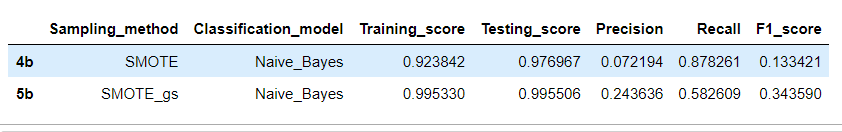 Sampling_method Classification_model Training_score Testing_score Precision Recall F1_score
4b SMOTE Naive_Bayes 0.923842 0.976967 0.072194 0.878261 0.133421
5b SMOTE_gs Naive_Bayes 0.995330 0.995506 0.243636 0.582609 0.343590